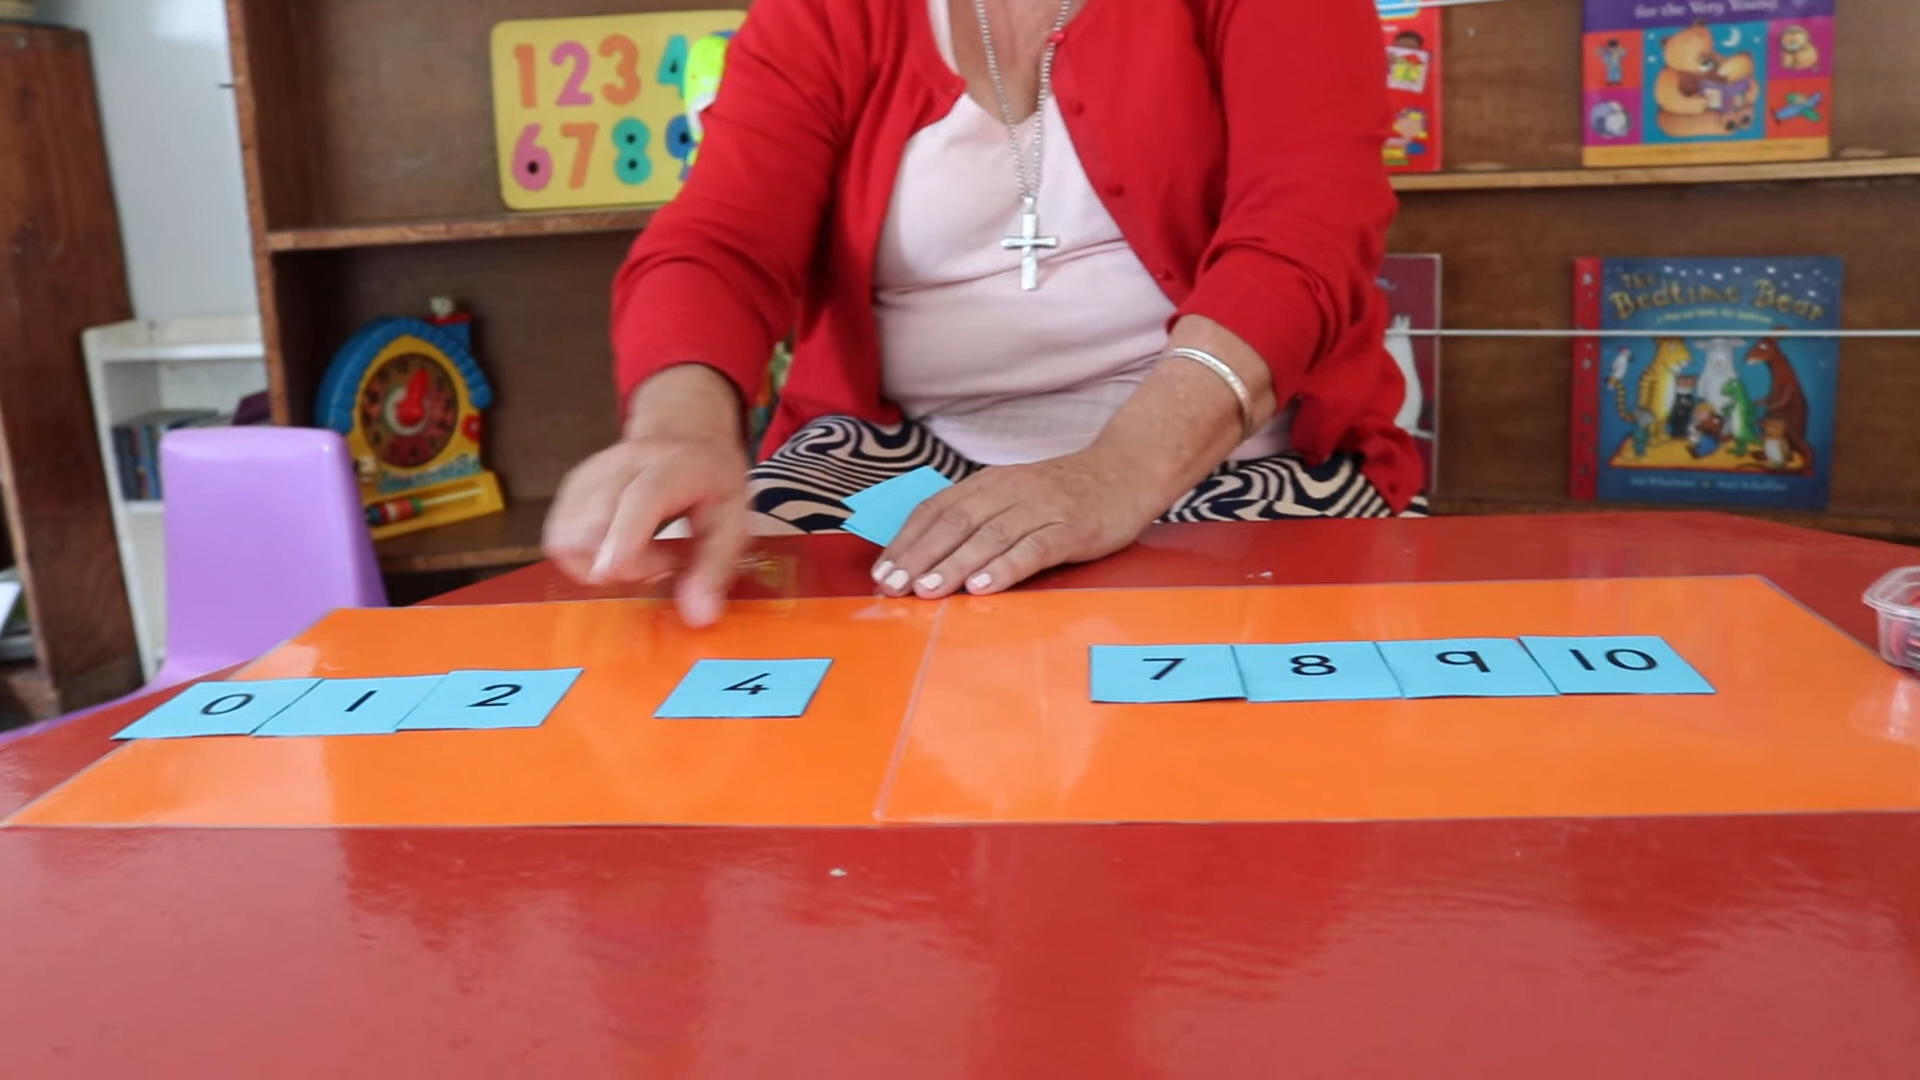 1 2 3 4
6 7 8 9
for the Very Young
The
Bedtime Bear
0 1 2 4 7 8 9 10